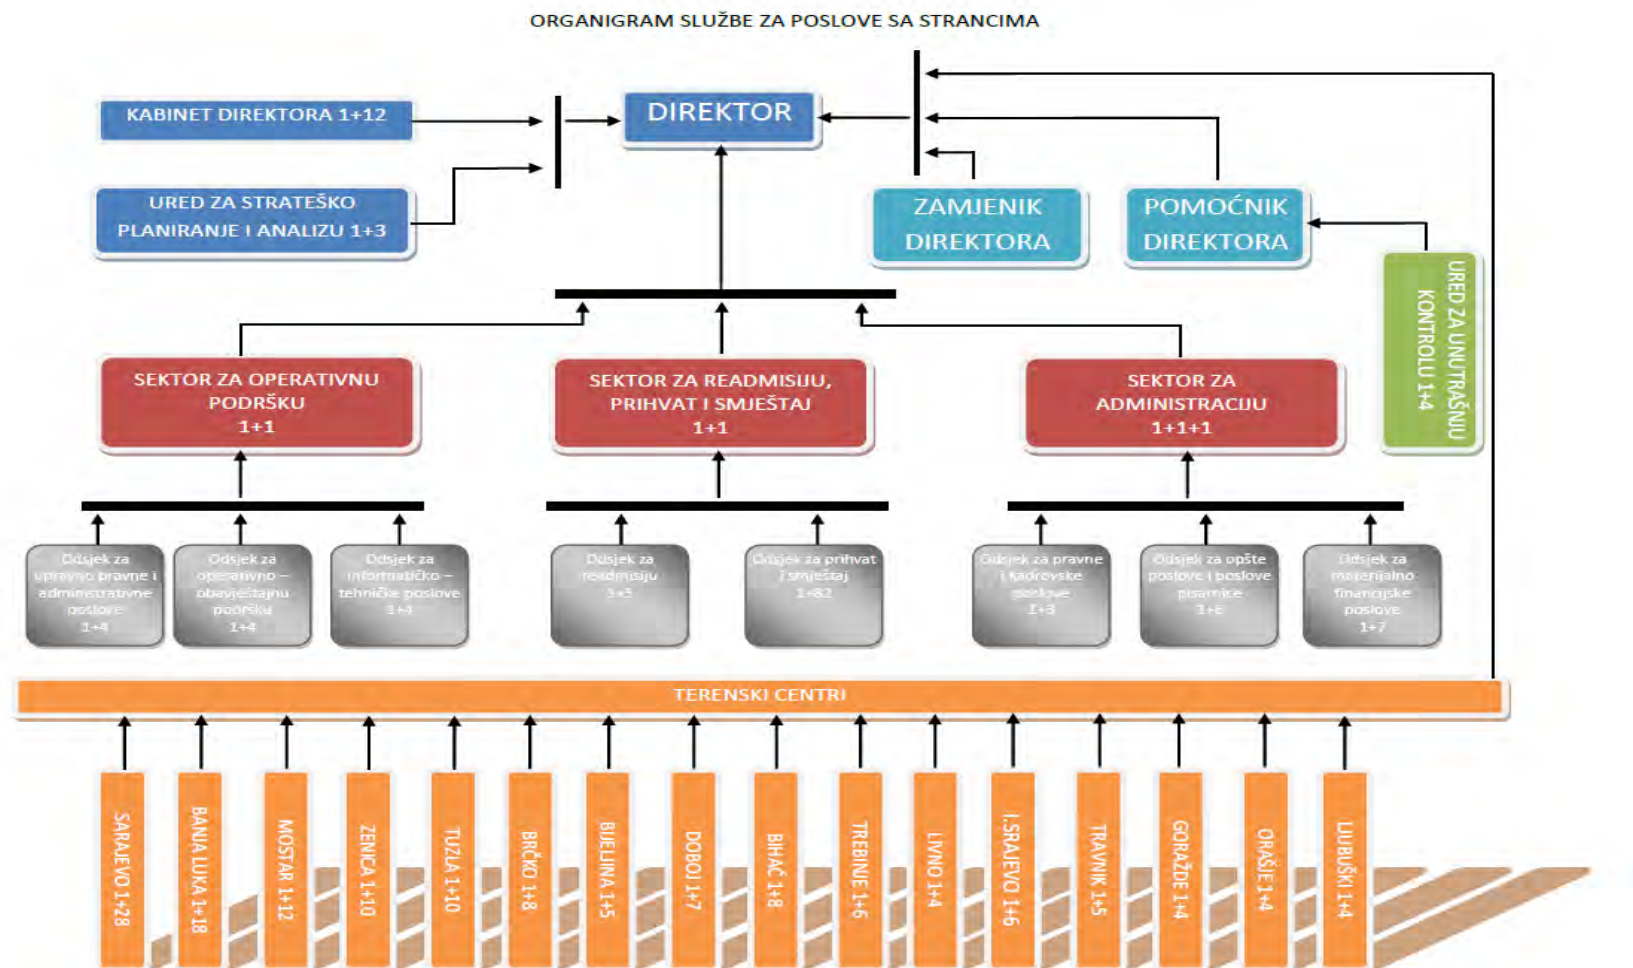 ORGANIGRAM SLUŽBE ZA POSLOVE SA STRANCIMA
KABINET DIREKTORA 1+12
DIREKTOR
URED ZA STRATEŠKO
PLANIRANJE I ANALIZU 1+3
ZAMJENIK
DIREKTORA
POMOĆNIK
DIREKTORA
URED ZA UNUTRAŠNJU
KONTROLU 1+4
SEKTOR ZA OPERATIVNU
PODRŠKU
1+1
SEKTOR ZA READMISIJU,
PRIHVAT I SMJEŠTAJ
1+1
SEKTOR ZA
ADMINISTRACIJU
1+1+1
Odsjek za
upravno pravne i
administrativne
poslove
1+4
Odsjek za
operativno –
obavještajnu
podršku
1+4
Odsjek za
informatičko –
tehničke poslove
1+4
Odsjek za
readmisiju
Odsjek za prihvat
i smještaj
1+82
Odsjek za pravne
i kadrovske
poslove
1+3
Odsjek za opšte
poslove i poslove
pisarnice
Odsjek za
materijalno
financijske
poslove
1+7
TERENSKI CENTRI
SARAJEVO 1+28
BANJA LUKA 1+18
MOSTAR 1+12
ZENICA 1+10
TUZLA 1+10
BRČKO 1+8
BIJELJINA 1+5
DOBOJ 1+7
BIHAĆ 1+8
TREBINJE 1+6
LIVNO 1+4
I.SRAJEVO 1+6
TRAVNIK 1+5
GORAŽDE 1+4
ORAŠJE 1+4
LJUBUŠKI 1+4